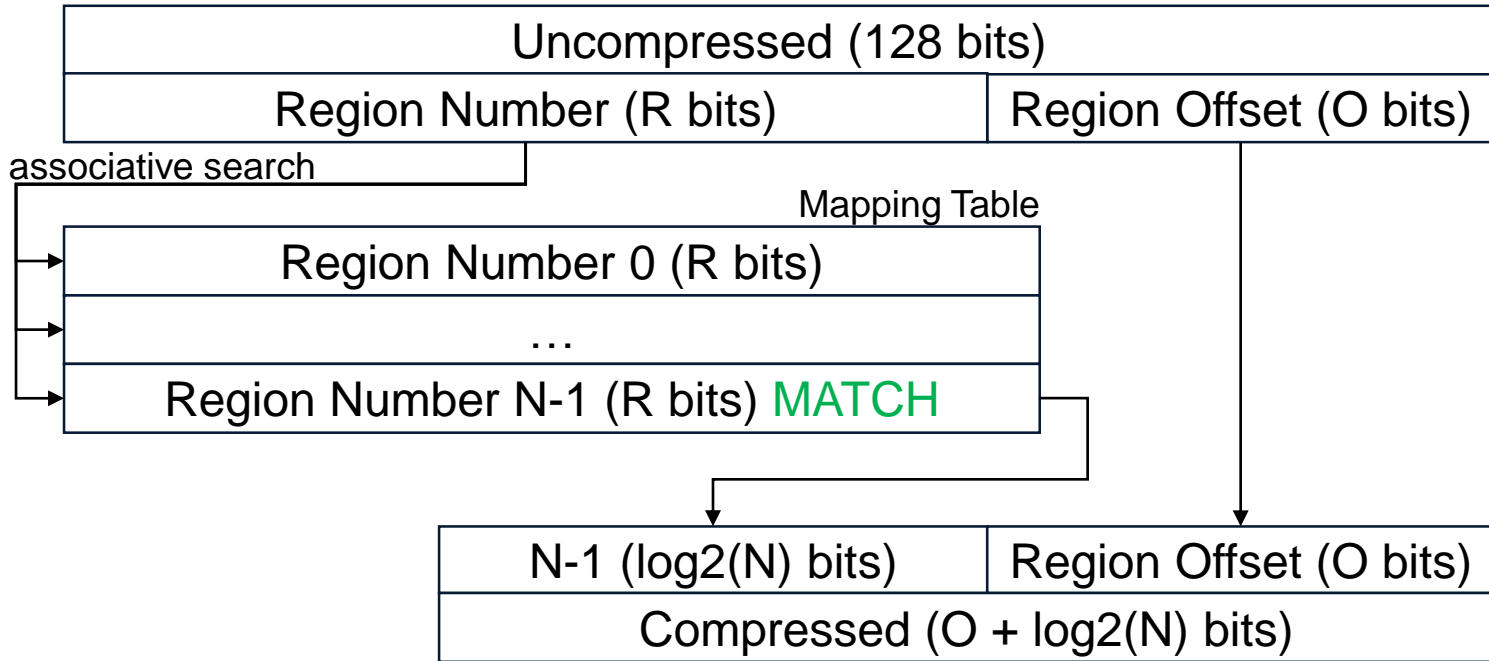 Uncompressed (128 bits)
Region Number (R bits)
Region Offset (O bits)
associative search
Mapping Table
Region Number 0 (R bits)
…
Region Number N-1 (R bits) MATCH
N-1 (log2(N) bits)
Region Offset (O bits)
Compressed (O + log2(N) bits)